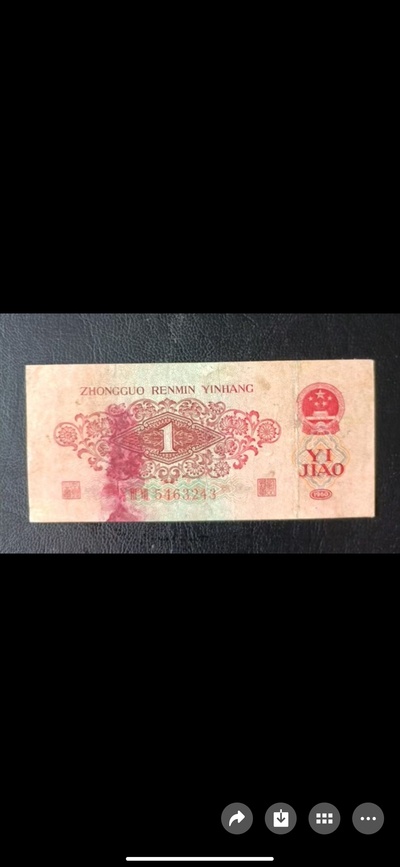 ZHONGGUO RENMIN YINHANG
1
YI
JIAO
5463243
1960